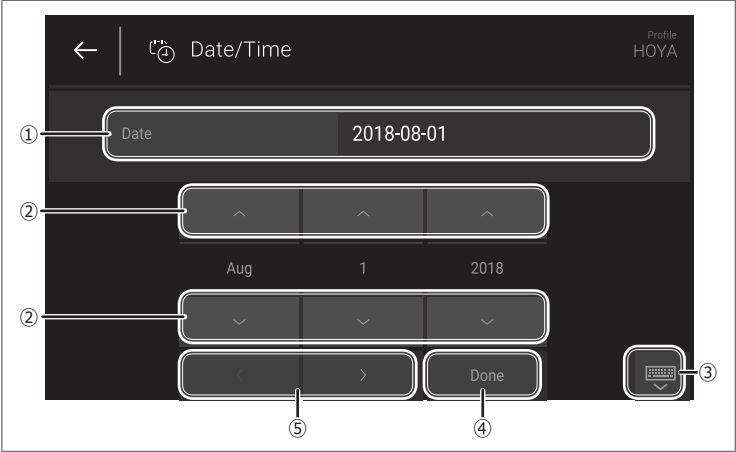 Date/Time
Profile
HOYA
① Date 2018-08-01
②
Aug 1 2018
②
③
Done
⑤ ④